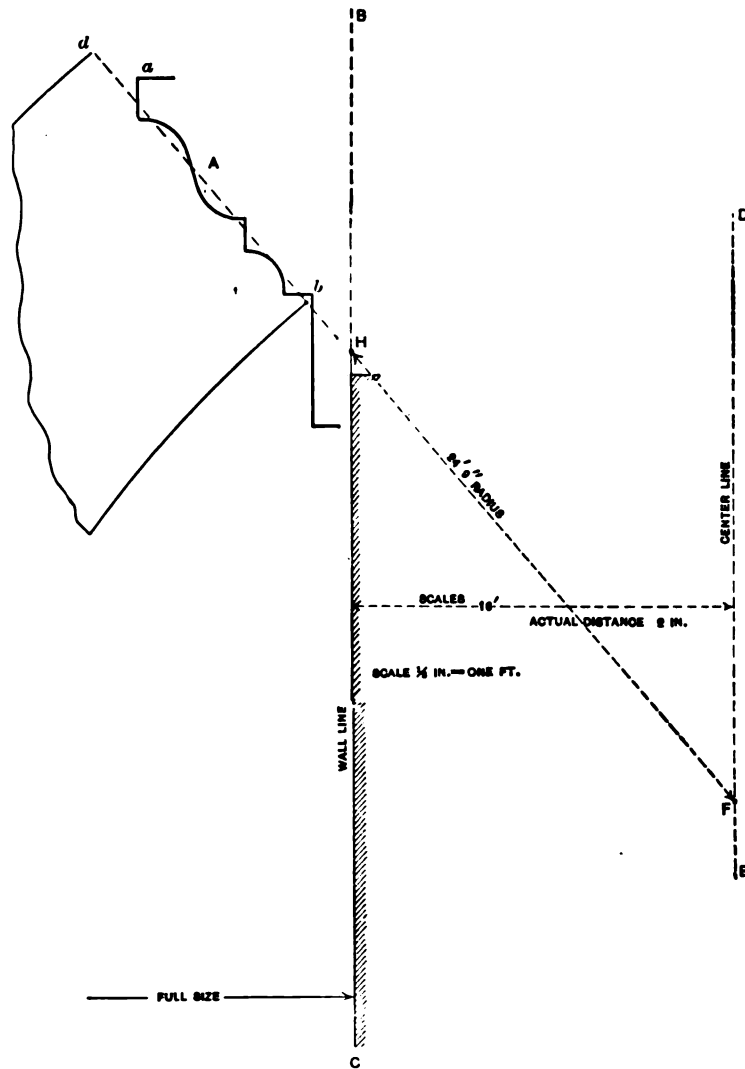 B
d
a
A
D
b
H
24' 9" RADIUS
CENTER LINE
SCALES 16'
ACTUAL DISTANCE 2 IN.
SCALE ⅛ IN.=ONE FT.
WALL LINE
F
E
FULL SIZE
C